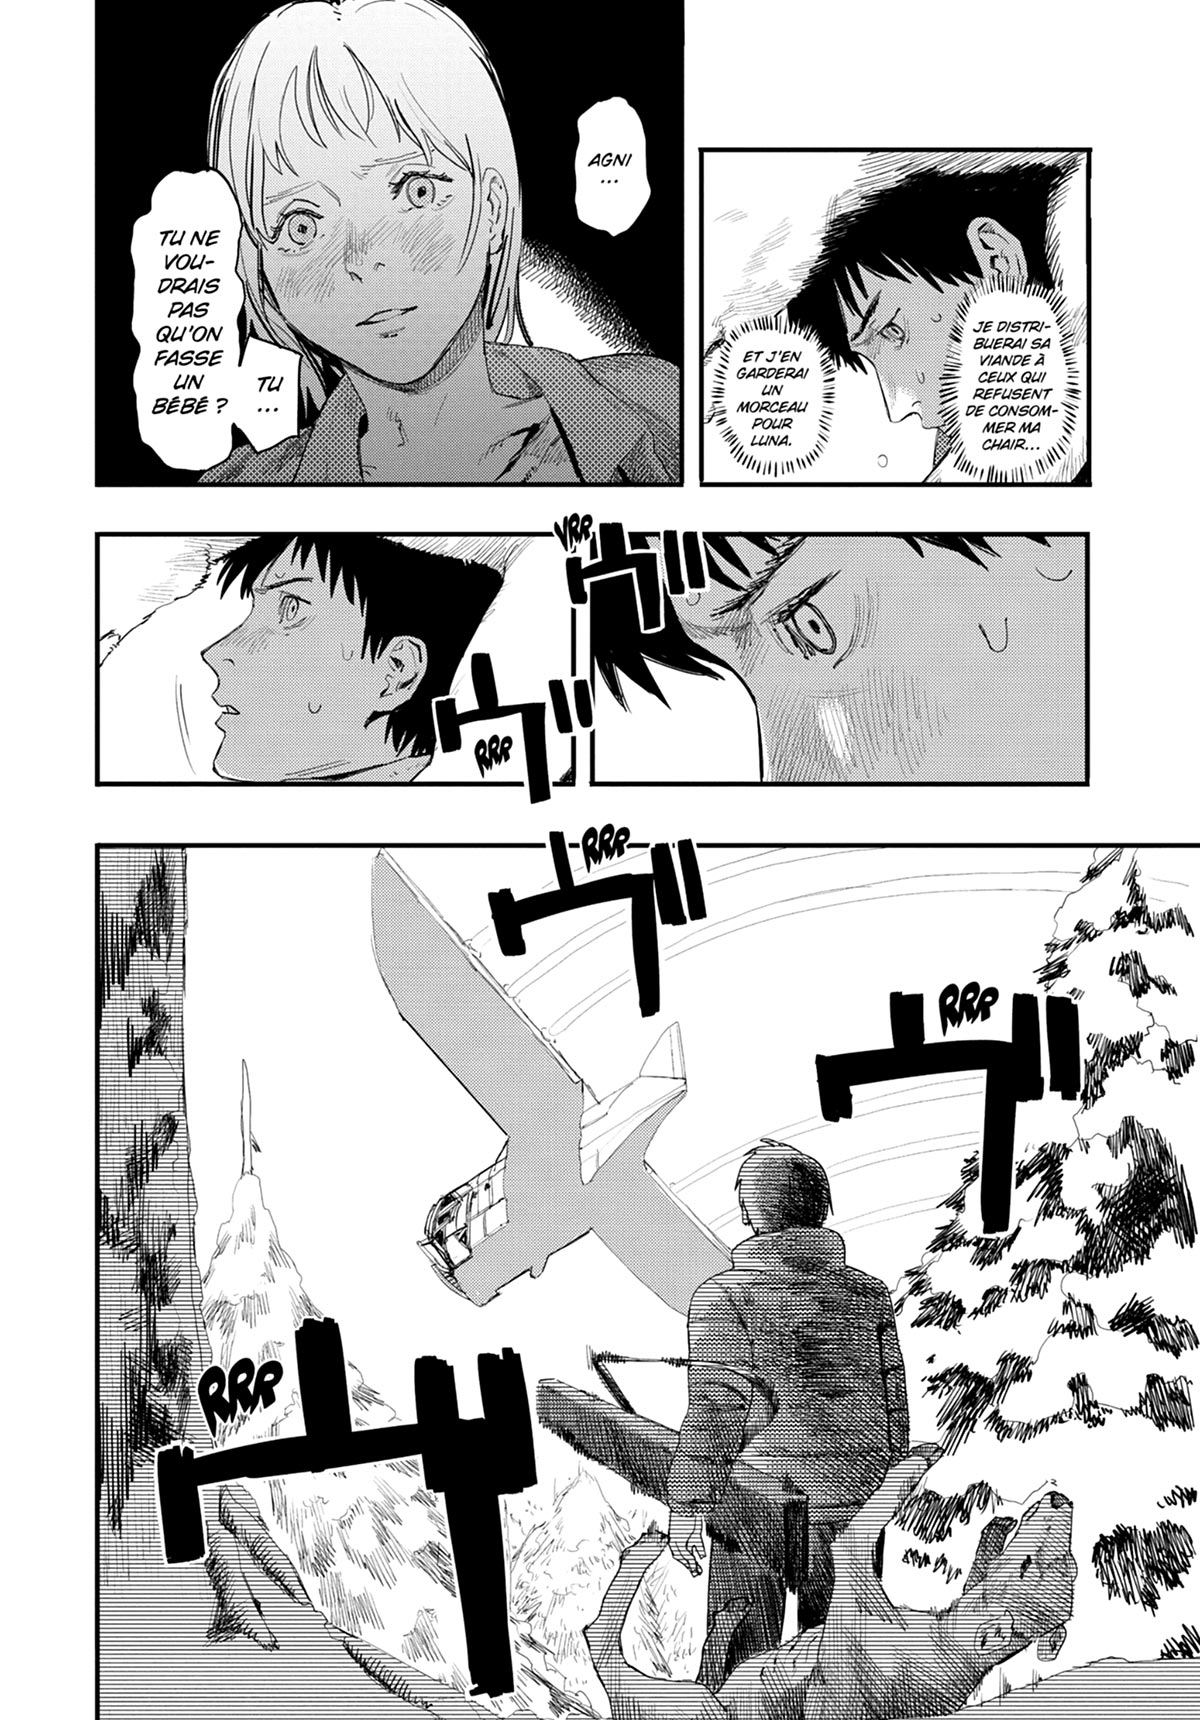 JE DISTRI-
BUERAI SA
VIANDE À
CEUX QUI
REFUSENT
DE CONSOM-
MER MA
CHAIR...
ET J'EN
GARDERAI
UN
MORCEAU
POUR
LUNA.
AGNI
...
TU
...
TU NE
VOU-
DRAIS
PAS
QU'ON
FASSE
UN
BÉBÉ ?
VRR
ヴヴ
RRR
ヴ
RRR
ヴ
RRR
ヴ
RRR
ヴ